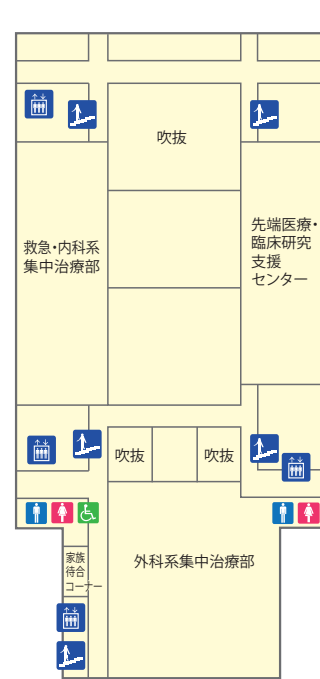 吹抜
救急・内科系
集中治療部
先端医療・
臨床研究
支援
センター
吹抜
吹抜
家族
待合
コーナー
外科系集中治療部